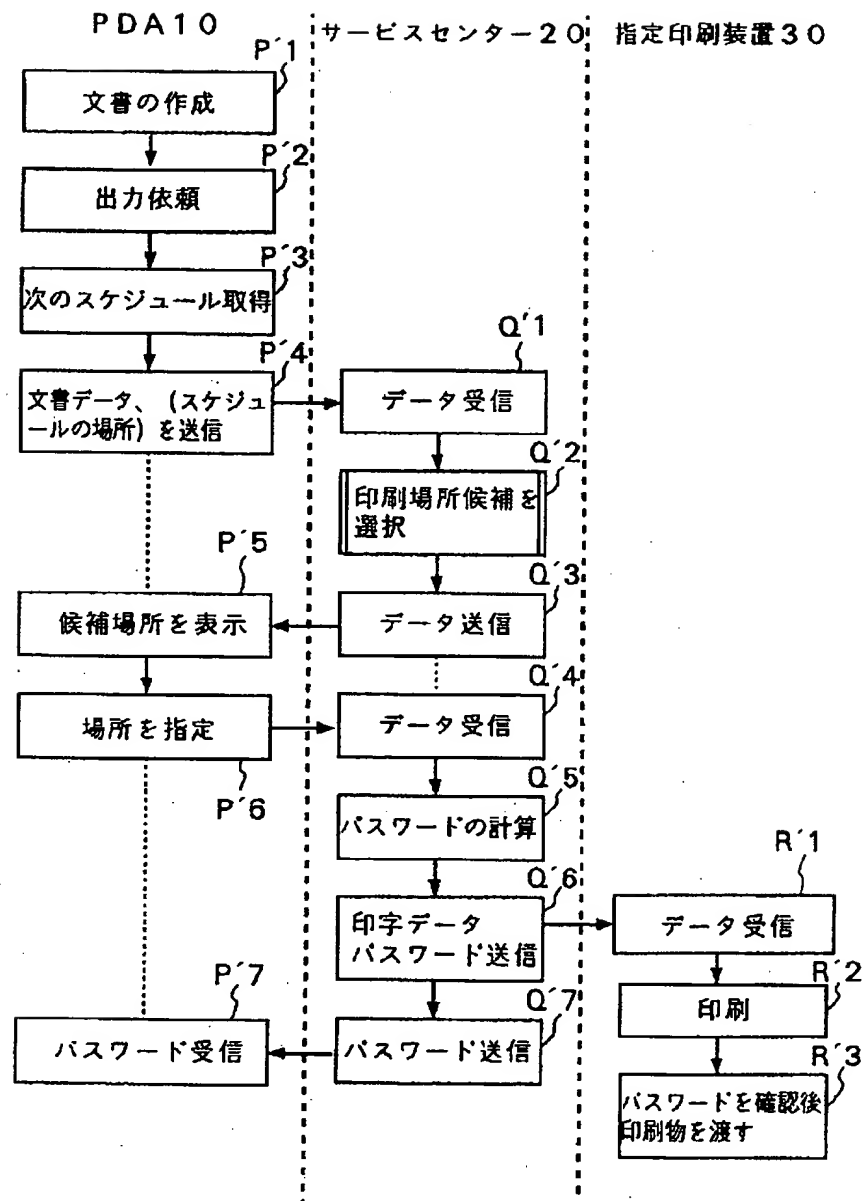 PDA10
サービスセンター20
指定印刷装置30
P´1
文書の作成
P´2
出力依頼
P´3
次のスケジュール取得
P´4
文書データ、(スケジュ
ールの場所)を送信
Q´1
データ受信
Q´2
印刷場所候補を
選択
Q´3
データ送信
P´5
候補場所を表示
P´6
場所を指定
Q´4
データ受信
Q´5
パスワードの計算
Q´6
印字データ
パスワード送信
R´1
データ受信
R´2
印刷
Q´7
パスワード送信
P´7
パスワード受信
R´3
パスワードを確認後
印刷物を渡す